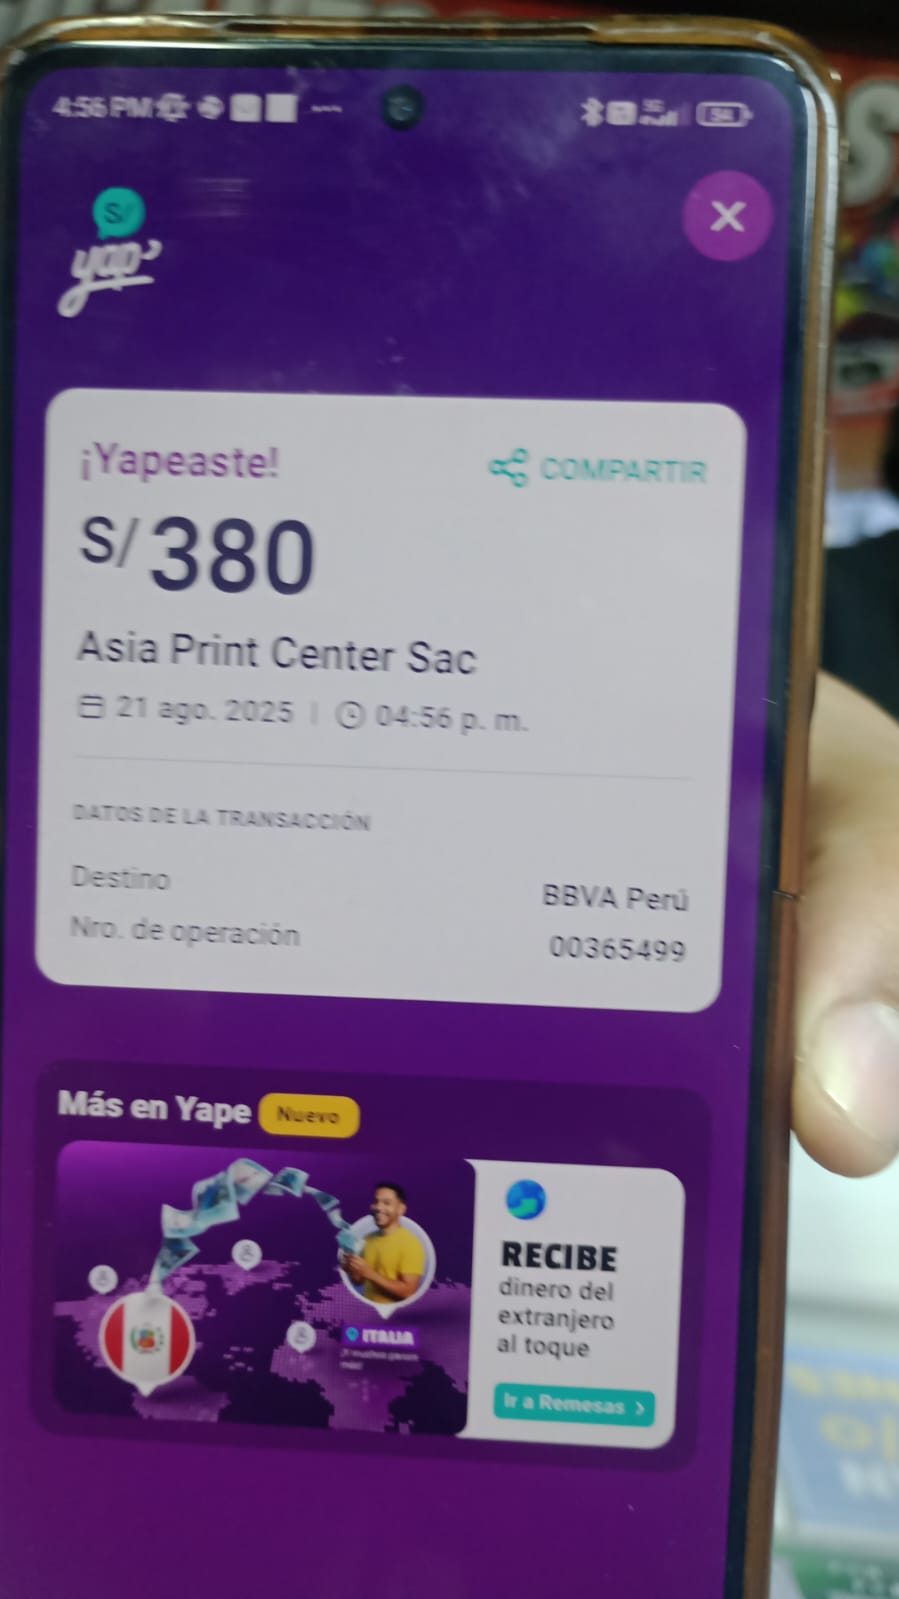 4:56 PM
54
S/
yape
X
¡Yapeaste!
COMPARTIR
S/ 380
Asia Print Center Sac
21 ago. 2025 | 04:56 p. m.
DATOS DE LA TRANSACCIÓN
Destino BBVA Perú
Nro. de operación 00365499
Más en Yape Nuevo
RECIBE
dinero del
extranjero
al toque
ITALIA
Ir a Remesas >